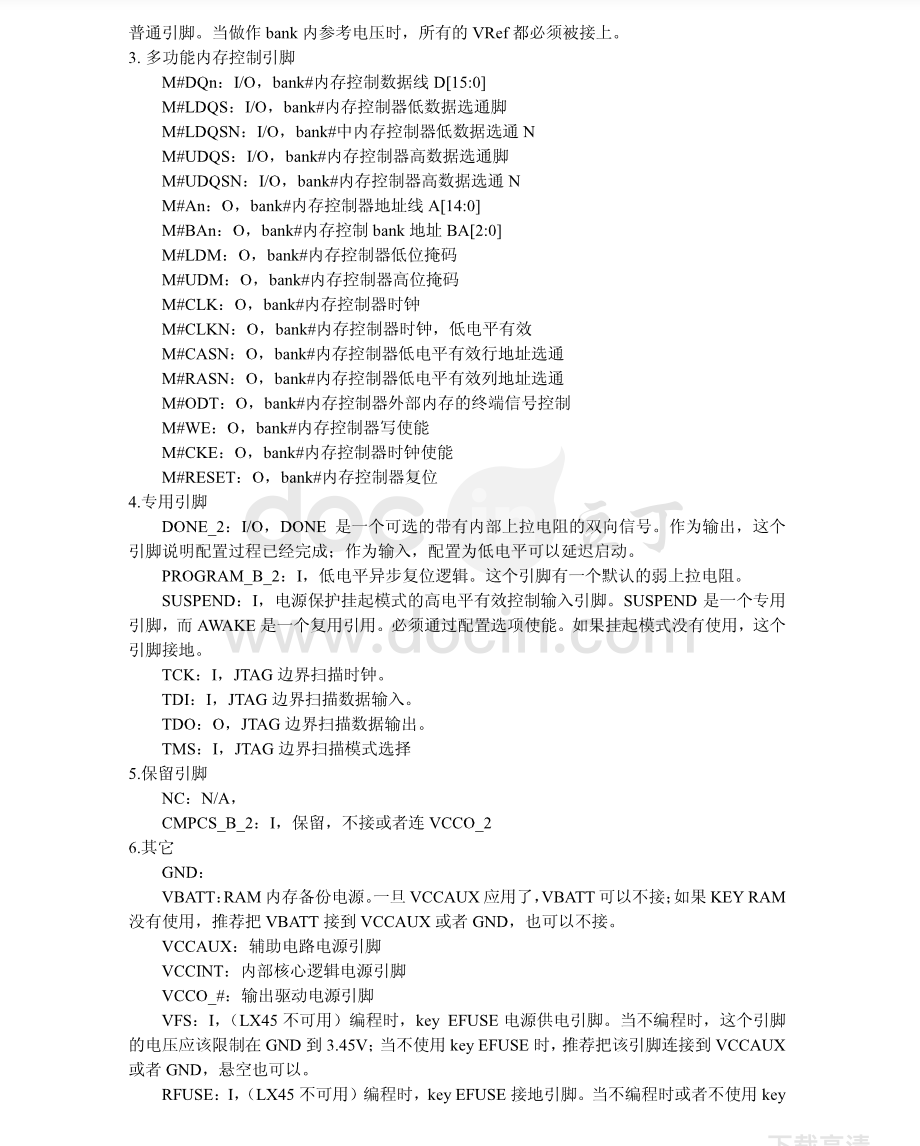 普通引脚。当做作 bank 内参考电压时，所有的 VRef 都必须被接上。
3. 多功能内存控制引脚
M#DQn：I/O，bank#内存控制数据线 D[15:0]
M#LDQS：I/O，bank#内存控制器低数据选通脚
M#LDQSN：I/O，bank#中内存控制器低数据选通 N
M#UDQS：I/O，bank#内存控制器高数据选通脚
M#UDQSN：I/O，bank#内存控制器高数据选通 N
M#An：O，bank#内存控制器地址线 A[14:0]
M#BAn：O，bank#内存控制 bank 地址 BA[2:0]
M#LDM：O，bank#内存控制器低位掩码
M#UDM：O，bank#内存控制器高位掩码
M#CLK：O，bank#内存控制器时钟
M#CLKN：O，bank#内存控制器时钟，低电平有效
M#CASN：O，bank#内存控制器低电平有效行地址选通
M#RASN：O，bank#内存控制器低电平有效列地址选通
M#ODT：O，bank#内存控制器外部内存的终端信号控制
M#WE：O，bank#内存控制器写使能
M#CKE：O，bank#内存控制器时钟使能
M#RESET：O，bank#内存控制器复位
4.专用引脚
DONE_2：I/O，DONE 是一个可选的带有内部上拉电阻的双向信号。作为输出，这个
引脚说明配置过程已经完成；作为输入，配置为低电平可以延迟启动。
PROGRAM_B_2：I，低电平异步复位逻辑。这个引脚有一个默认的弱上拉电阻。
SUSPEND：I，电源保护挂起模式的高电平有效控制输入引脚。SUSPEND 是一个专用
引脚，而 AWAKE 是一个复用引用。必须通过配置选项使能。如果挂起模式没有使用，这个
引脚接地。
TCK：I，JTAG 边界扫描时钟。
TDI：I，JTAG 边界扫描数据输入。
TDO：O，JTAG 边界扫描数据输出。
TMS：I，JTAG 边界扫描模式选择
5.保留引脚
NC：N/A，
CMPCS_B_2：I，保留，不接或者连 VCCO_2
6.其它
GND：
VBATT：RAM 内存备份电源。一旦 VCCAUX 应用了，VBATT 可以不接；如果 KEY RAM
没有使用，推荐把 VBATT 接到 VCCAUX 或者 GND，也可以不接。
VCCAUX：辅助电路电源引脚
VCCINT：内部核心逻辑电源引脚
VCCO_#：输出驱动电源引脚
VFS：I，（LX45 不可用）编程时，key EFUSE 电源供电引脚。当不编程时，这个引脚
的电压应该限制在 GND 到 3.45V；当不使用 key EFUSE 时，推荐把该引脚连接到 VCCAUX
或者 GND，悬空也可以。
RFUSE：I，（LX45 不可用）编程时，key EFUSE 接地引脚。当不编程时或者不使用 key
docin 豆丁
www.docin.com
下载高清